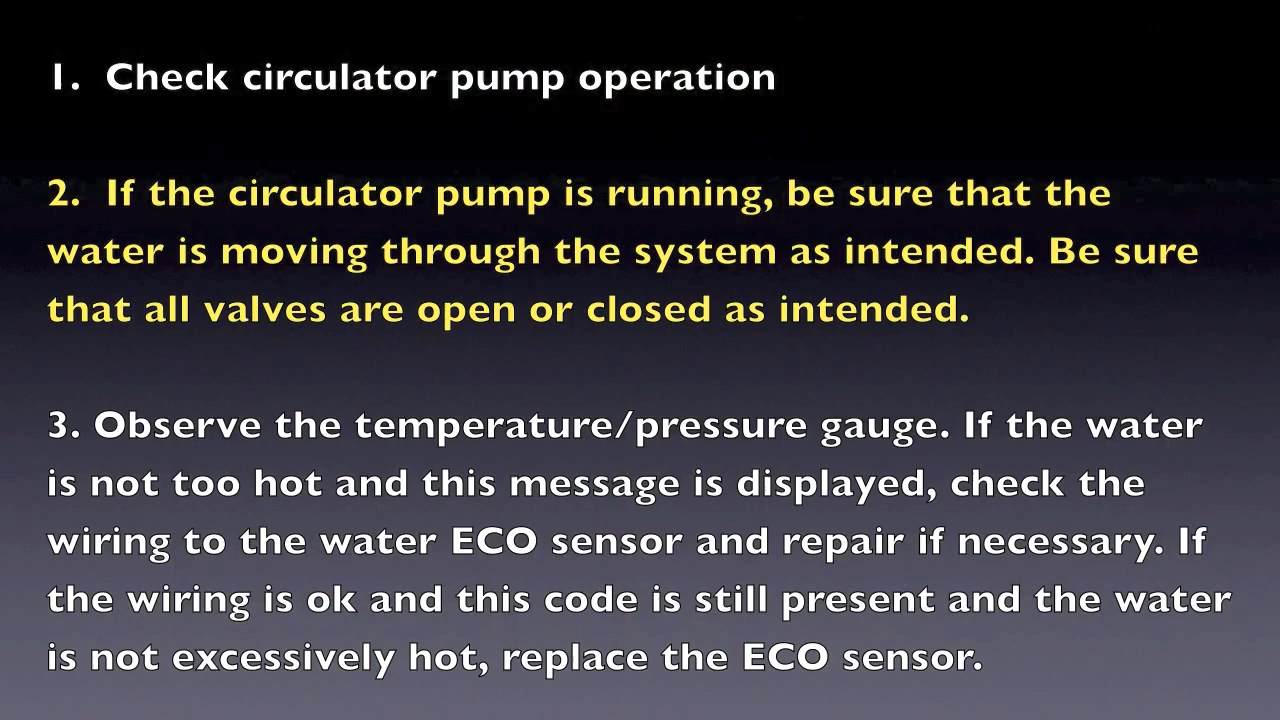 1. Check circulator pump operation
2. If the circulator pump is running, be sure that the
water is moving through the system as intended. Be sure
that all valves are open or closed as intended.
3. Observe the temperature/pressure gauge. If the water
is not too hot and this message is displayed, check the
wiring to the water ECO sensor and repair if necessary. If
the wiring is ok and this code is still present and the water
is not excessively hot, replace the ECO sensor.